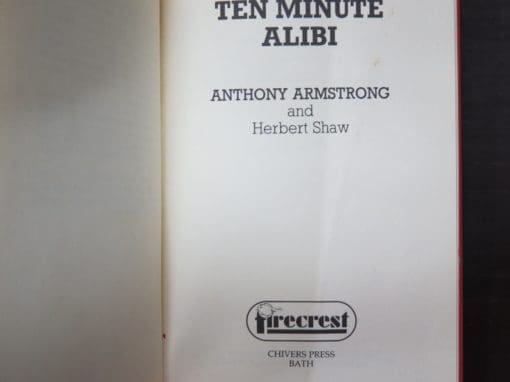 TEN MINUTE
ALIBI
ANTHONY ARMSTRONG
and
Herbert Shaw
firecrest
CHIVERS PRESS
BATH